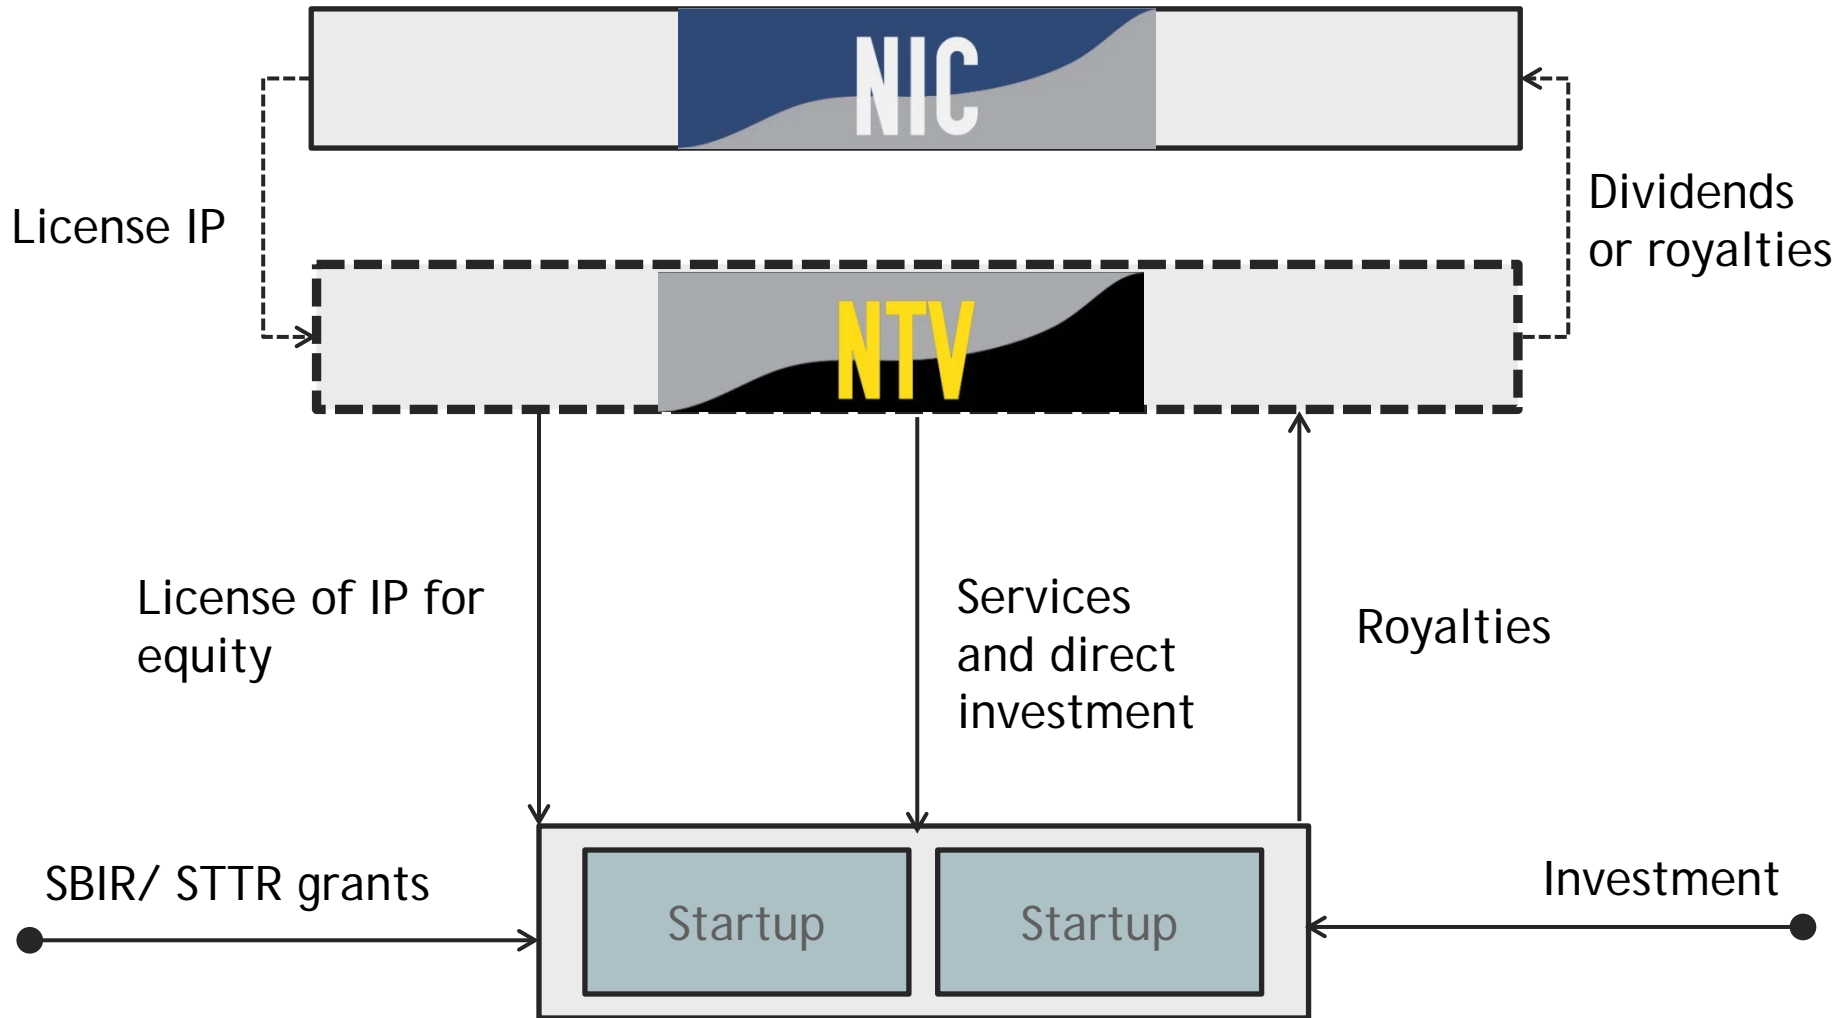 NIC
License IP
Dividends
or royalties
NTV
License of IP for
equity
Services
and direct
investment
Royalties
SBIR/ STTR grants
Startup
Startup
Investment